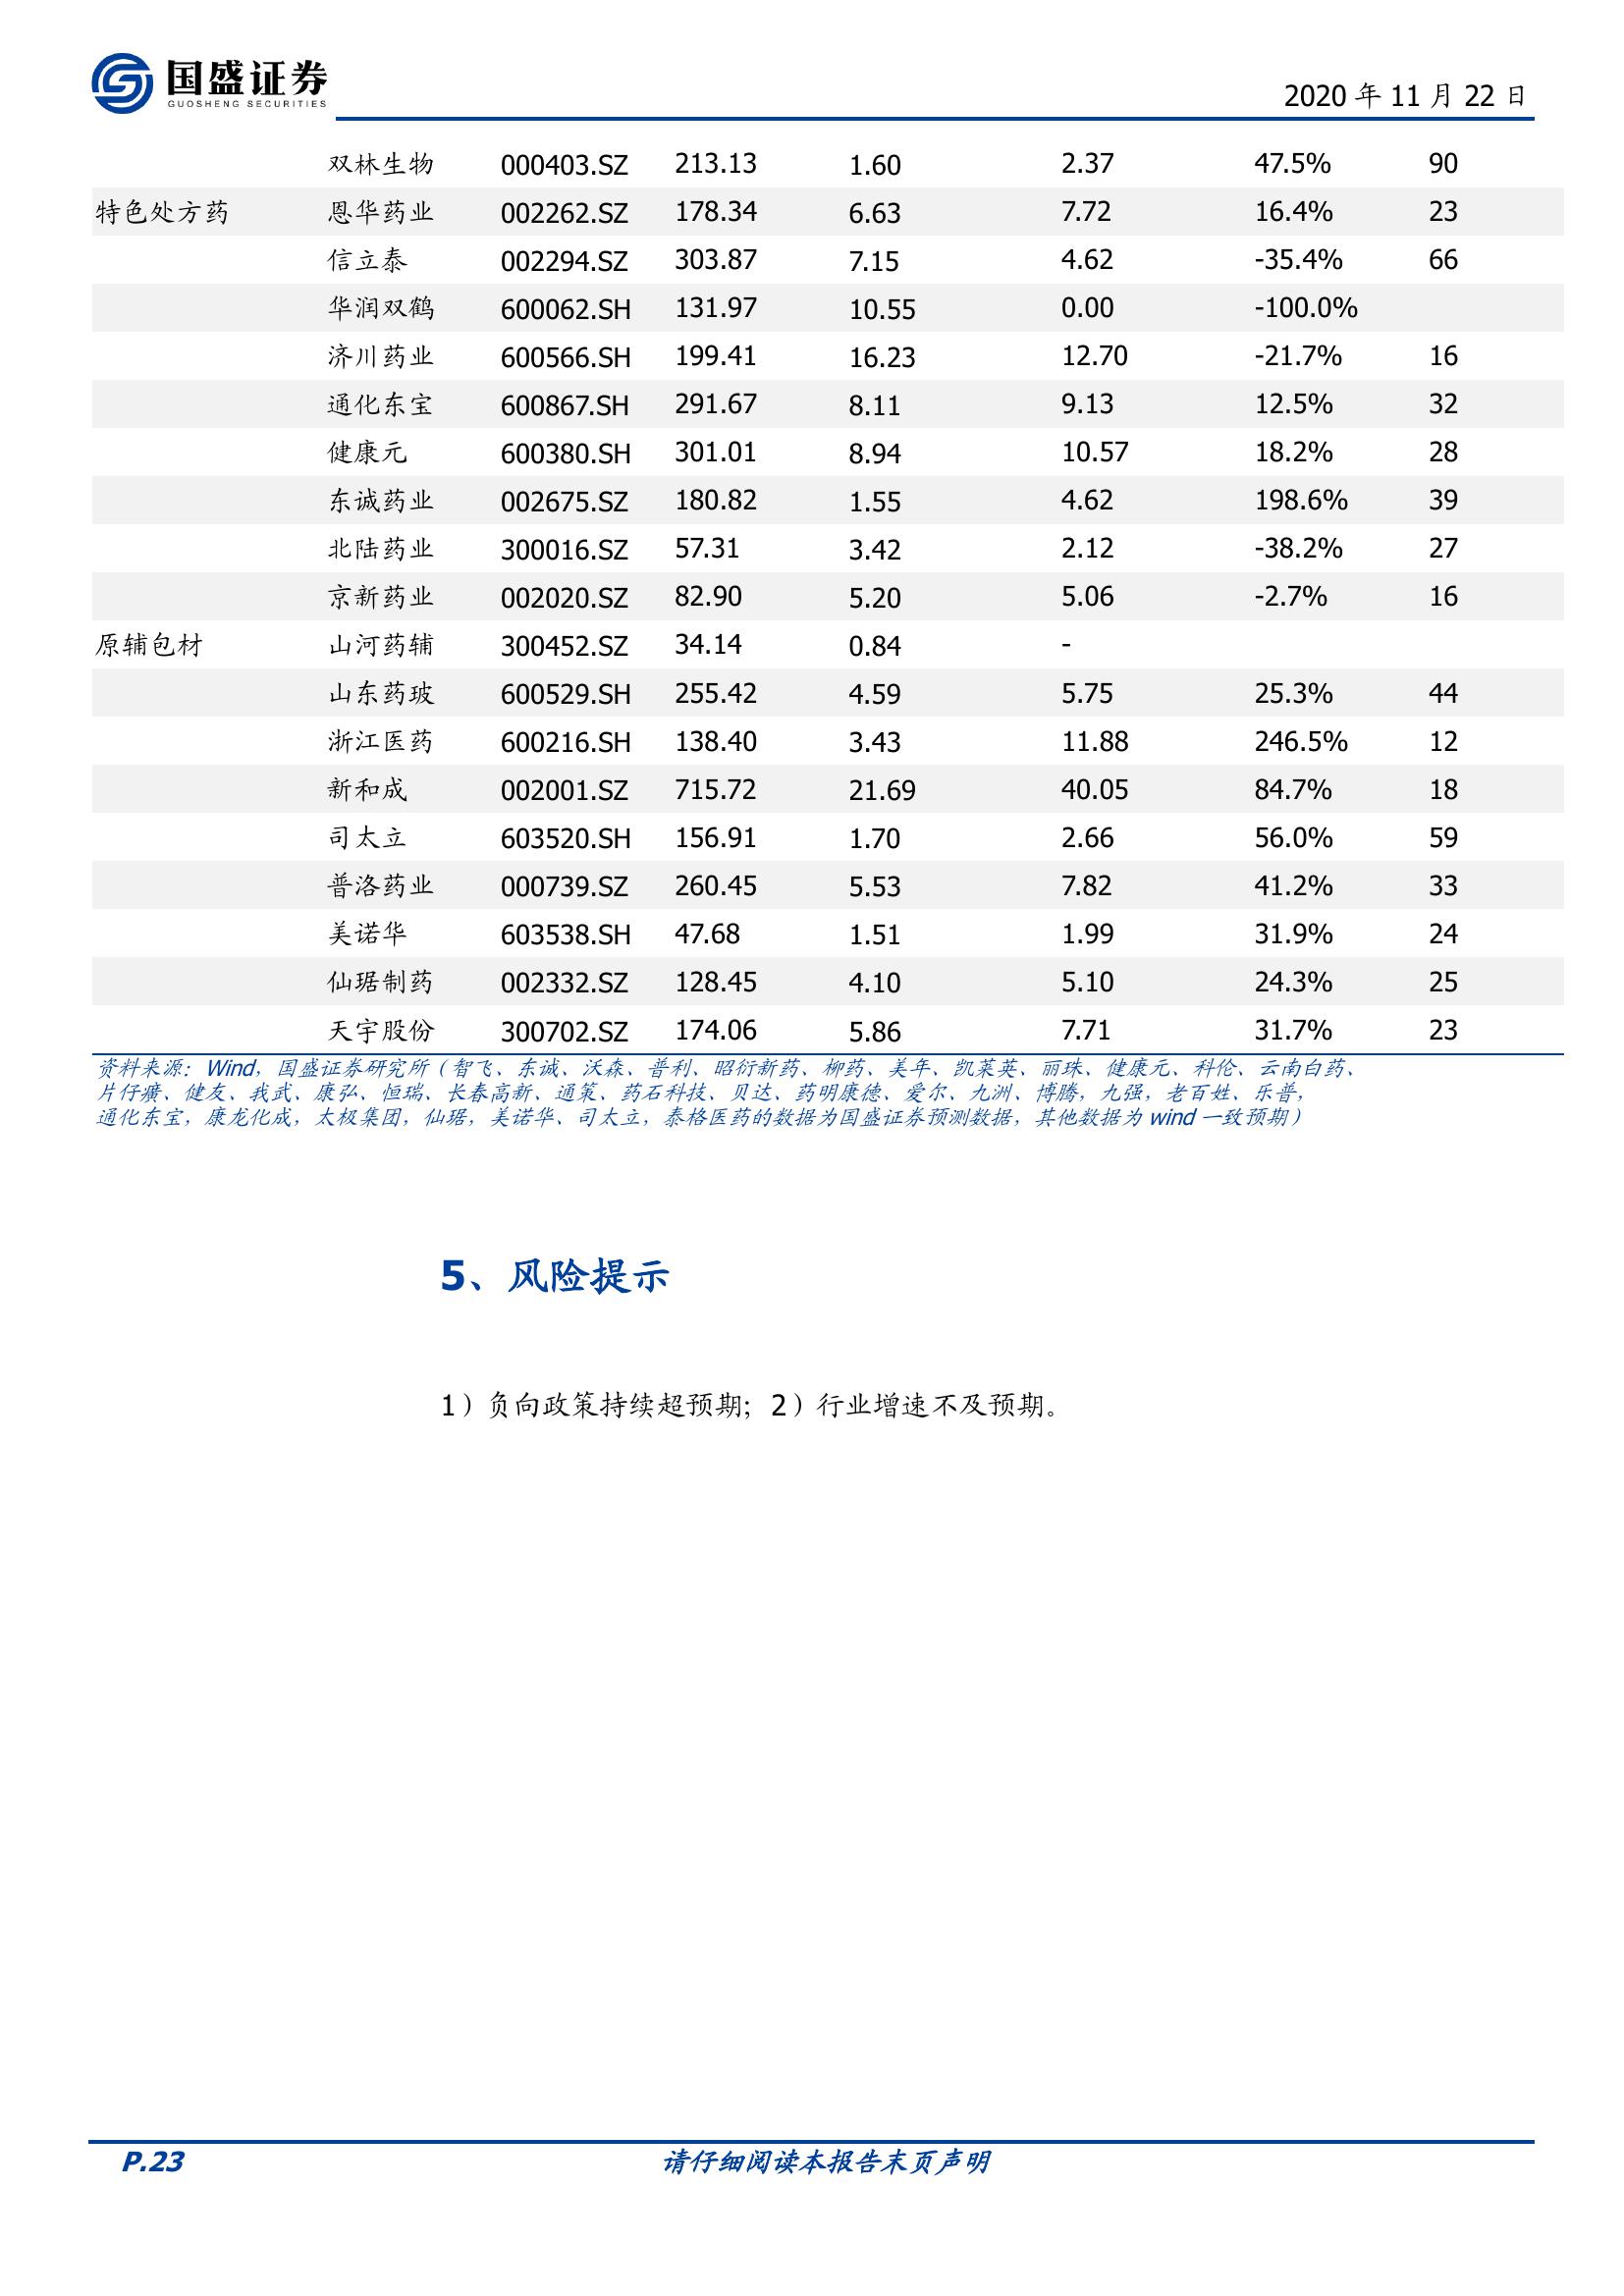 国盛证券
GUOSHENG SECURITIES
2020 年 11 月 22 日
双林生物 000403.SZ 213.13 1.60 2.37 47.5% 90
特色处方药 恩华药业 002262.SZ 178.34 6.63 7.72 16.4% 23
信立泰 002294.SZ 303.87 7.15 4.62 -35.4% 66
华润双鹤 600062.SH 131.97 10.55 0.00 -100.0%
济川药业 600566.SH 199.41 16.23 12.70 -21.7% 16
通化东宝 600867.SH 291.67 8.11 9.13 12.5% 32
健康元 600380.SH 301.01 8.94 10.57 18.2% 28
东诚药业 002675.SZ 180.82 1.55 4.62 198.6% 39
北陆药业 300016.SZ 57.31 3.42 2.12 -38.2% 27
京新药业 002020.SZ 82.90 5.20 5.06 -2.7% 16
原辅包材 山河药辅 300452.SZ 34.14 0.84 -
山东药玻 600529.SH 255.42 4.59 5.75 25.3% 44
浙江医药 600216.SH 138.40 3.43 11.88 246.5% 12
新和成 002001.SZ 715.72 21.69 40.05 84.7% 18
司太立 603520.SH 156.91 1.70 2.66 56.0% 59
普洛药业 000739.SZ 260.45 5.53 7.82 41.2% 33
美诺华 603538.SH 47.68 1.51 1.99 31.9% 24
仙琚制药 002332.SZ 128.45 4.10 5.10 24.3% 25
天宇股份 300702.SZ 174.06 5.86 7.71 31.7% 23
资料来源：Wind，国盛证券研究所（智飞、东诚、沃森、普利、昭衍新药、柳药、美年、凯莱英、丽珠、健康元、科伦、云南白药、
片仔癀、健友、我武、康弘、恒瑞、长春高新、通策、药石科技、贝达、药明康德、爱尔、九洲、博腾，九强，老百姓、乐普，
通化东宝，康龙化成，太极集团，仙琚，美诺华、司太立，泰格医药的数据为国盛证券预测数据，其他数据为 wind 一致预期）
5、风险提示
1）负向政策持续超预期；2）行业增速不及预期。
P.23 请仔细阅读本报告末页声明